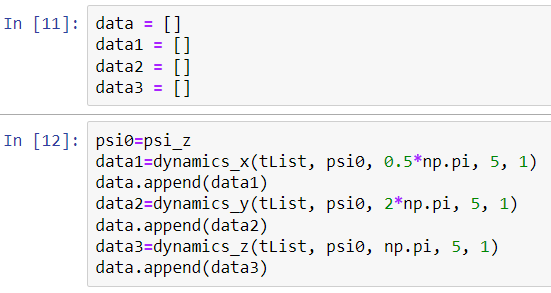 In [11]: data = []
data1 = []
data2 = []
data3 = []
In [12]: psi0=psi_z
data1=dynamics_x(tList, psi0, 0.5*np.pi, 5, 1)
data.append(data1)
data2=dynamics_y(tList, psi0, 2*np.pi, 5, 1)
data.append(data2)
data3=dynamics_z(tList, psi0, np.pi, 5, 1)
data.append(data3)